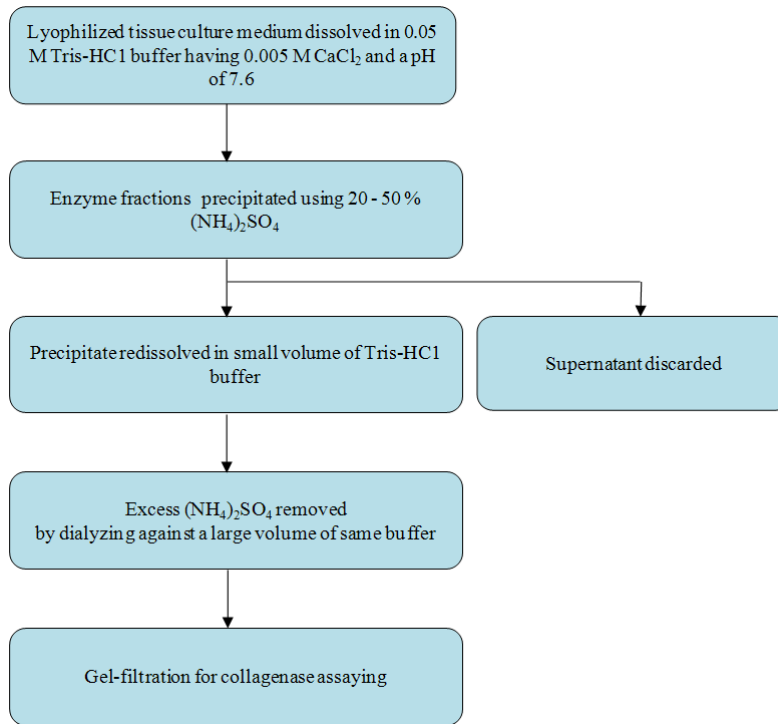 Lyophilized tissue culture medium dissolved in 0.05
M Tris-HC1 buffer having 0.005 M CaCl₂ and a pH
of 7.6
Enzyme fractions precipitated using 20 - 50 %
(NH₄)₂SO₄
Precipitate redissolved in small volume of Tris-HC1
buffer
Supernatant discarded
Excess (NH₄)₂SO₄ removed
by dialyzing against a large volume of same buffer
Gel-filtration for collagenase assaying